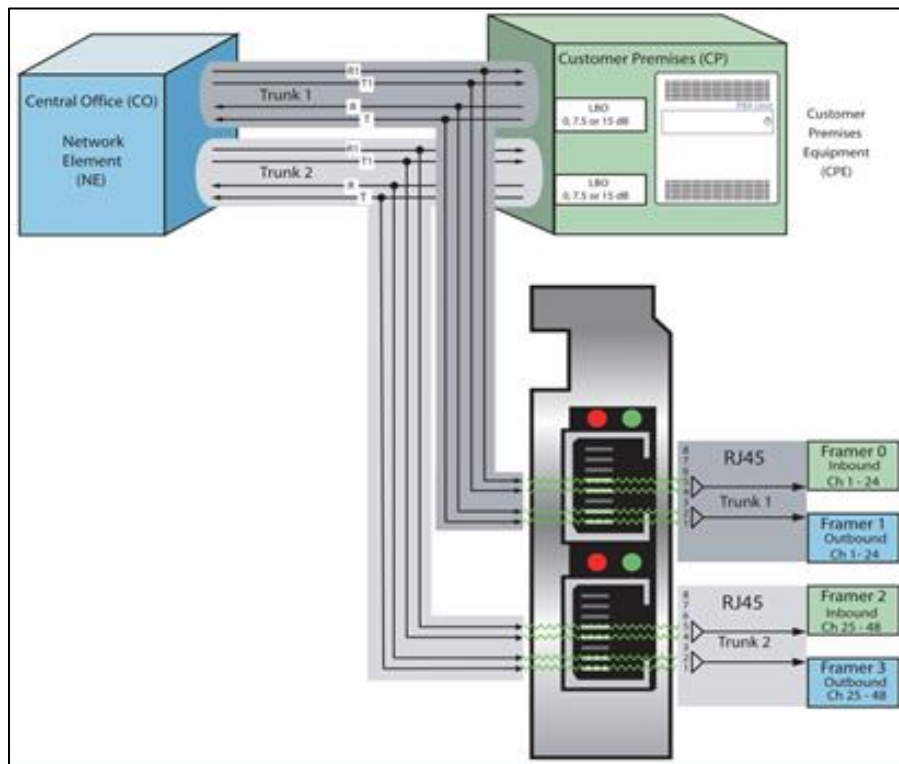 Central Office (CO)
Network
Element
(NE)
R1
T1
Trunk 1
R
R1
T1
Trunk 2
R
T
Customer Premises (CP)
LBO
0, 7.5 or 15 dB
LBO
0, 7.5 or 15 dB
Customer
Premises
Equipment
(CPE)
RJ45
Trunk 1
Framer 0
Inbound
Ch 1 - 24
Framer 1
Outbound
Ch 1- 24
RJ45
Trunk 2
Framer 2
Inbound
Ch 25 - 48
Framer 3
Outbound
Ch 25 - 48